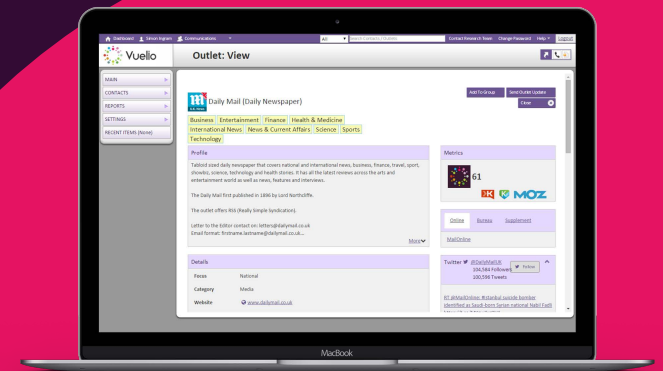 Dashboard Simon Ingram Communications All Search Contacts / Outlets Contact Research Team Change Password Help Logout
Vuelio Outlet: View
MAIN
CONTACTS
REPORTS
SETTINGS
RECENT ITEMS (None)
Add To Group Send Outlet Update
Close
Daily Mail (Daily Newspaper)
Business Entertainment Finance Health & Medicine
International News News & Current Affairs Science Sports
Technology
Profile
Tabloid sized daily newspaper that covers national and international news, business, finance, travel, sport,
showbiz, science, technology and health stories. It has all the latest reviews across the arts and
entertainment world as well as news, features and interviews.
The Daily Mail first published in 1896 by Lord Northcliffe.
The outlet offers RSS (Really Simple Syndication).
Letter to the Editor contact on: letters@dailymail.co.uk
Email format: firstname.lastname@dailymail.co.uk...
More
Metrics
61
MOZ
Online Bureau Supplement
MailOnline
Details
Focus National
Category Media
Website www.dailymail.co.uk
Twitter @DailyMailUK
104,584 Followers
100,596 Tweets
Follow
RT @MailOnline: #Istanbul suicide bomber
identified as Saudi-born Syrian national Nabil Fadli
MacBook